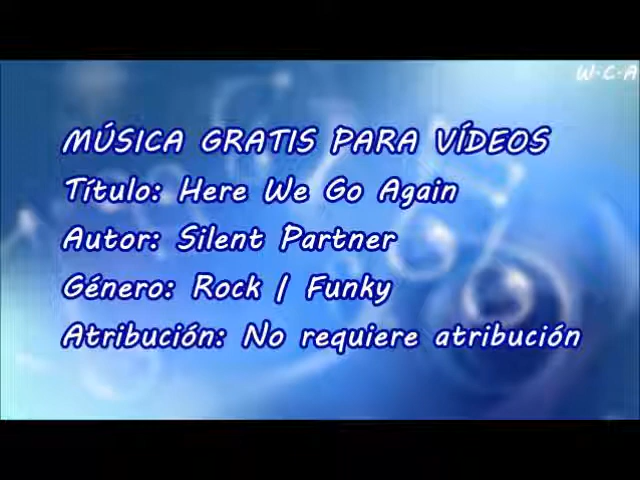 W-C-A
MÚSICA GRATIS PARA VÍDEOS
Título: Here We Go Again
Autor: Silent Partner
Género: Rock | Funky
Atribución: No requiere atribución